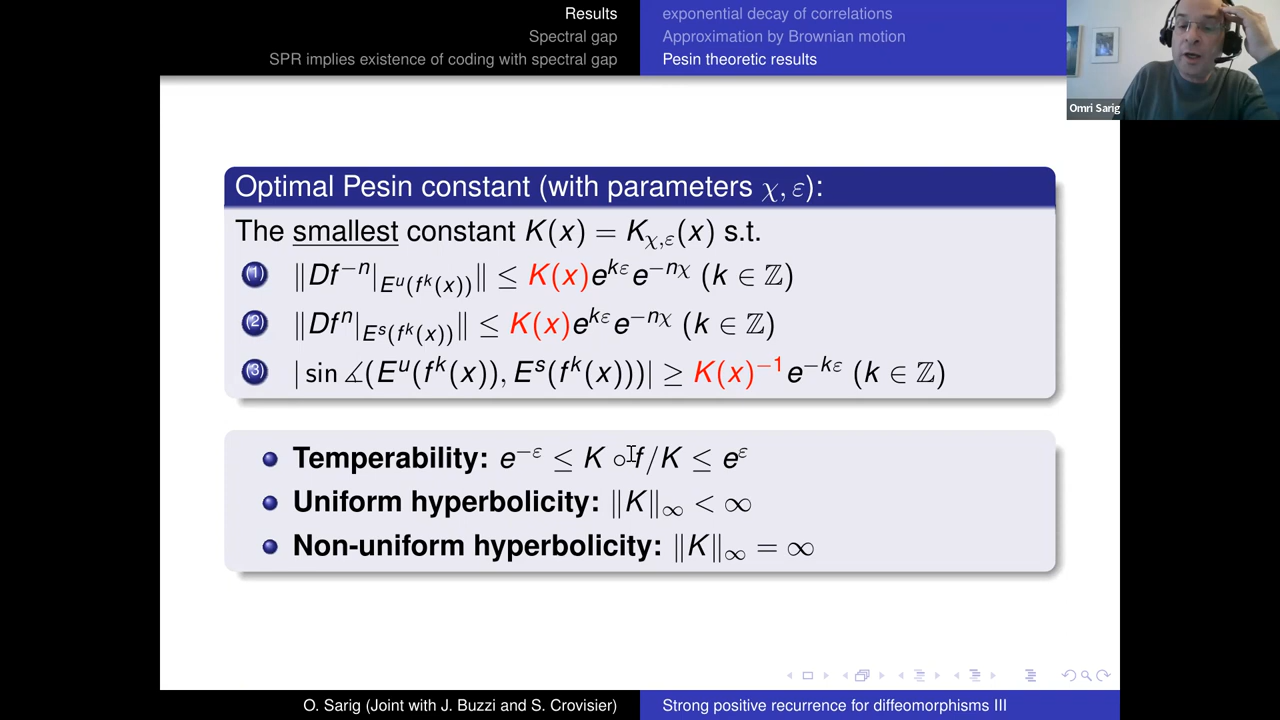 Results
Spectral gap
SPR implies existence of coding with spectral gap
exponential decay of correlations
Approximation by Brownian motion
Pesin theoretic results
Omri Sarig
Optimal Pesin constant (with parameters χ, ε):
The smallest constant K(x) = K_{χ,ε}(x) s.t.
(1) ‖Df^{−n}|_{E^u(f^k(x))}‖ ≤ K(x)e^{kε}e^{−nχ} (k ∈ ℤ)
(2) ‖Df^n|_{E^s(f^k(x))}‖ ≤ K(x)e^{kε}e^{−nχ} (k ∈ ℤ)
(3) | sin ∡(E^u(f^k(x)), E^s(f^k(x)))| ≥ K(x)^{−1}e^{−kε} (k ∈ ℤ)
Temperability: e^{−ε} ≤ K ∘ f/K ≤ e^ε
Uniform hyperbolicity: ‖K‖_∞ < ∞
Non-uniform hyperbolicity: ‖K‖_∞ = ∞
O. Sarig (Joint with J. Buzzi and S. Crovisier)
Strong positive recurrence for diffeomorphisms III